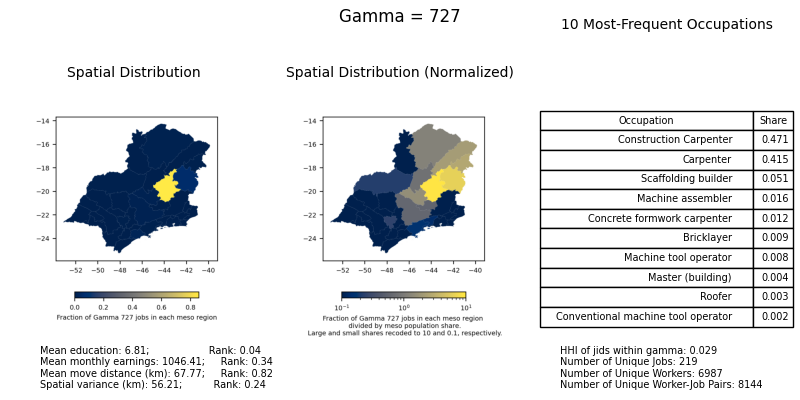 Gamma = 727
10 Most-Frequent Occupations
Spatial Distribution
Spatial Distribution (Normalized)
−14
−16
−18
−20
−22
−24
−52 −50 −48 −46 −44 −42 −40
0.0 0.2 0.4 0.6 0.8
Fraction of Gamma 727 jobs in each meso region
−14
−16
−18
−20
−22
−24
−52 −50 −48 −46 −44 −42 −40
10−1 100 101
Fraction of Gamma 727 jobs in each meso region
divided by meso population share.
Large and small shares recoded to 10 and 0.1, respectively.
Occupation Share
Construction Carpenter 0.471
Carpenter 0.415
Scaffolding builder 0.051
Machine assembler 0.016
Concrete formwork carpenter 0.012
Bricklayer 0.009
Machine tool operator 0.008
Master (building) 0.004
Roofer 0.003
Conventional machine tool operator 0.002
Mean education: 6.81; Rank: 0.04
Mean monthly earnings: 1046.41; Rank: 0.34
Mean move distance (km): 67.77; Rank: 0.82
Spatial variance (km): 56.21; Rank: 0.24
HHI of jids within gamma: 0.029
Number of Unique Jobs: 219
Number of Unique Workers: 6987
Number of Unique Worker-Job Pairs: 8144